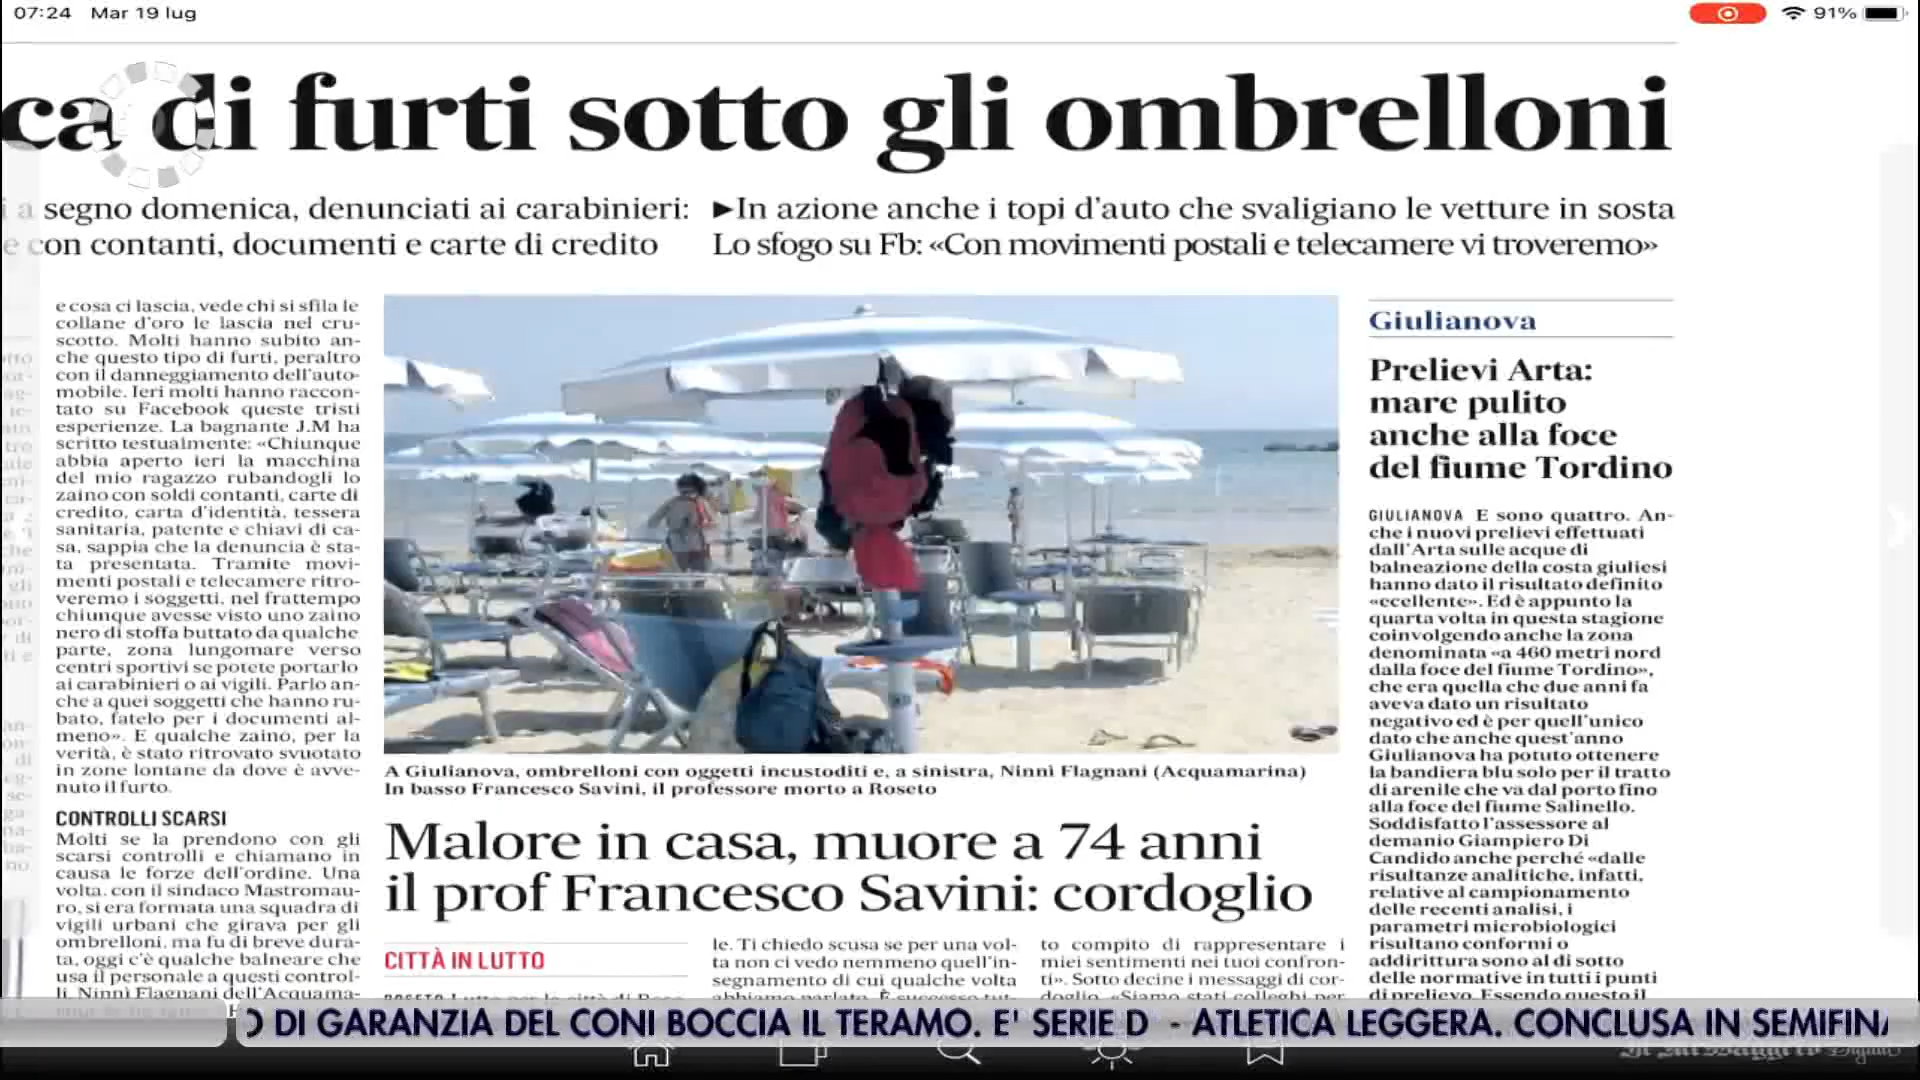 07:24 Mar 19 lug
91%
ca di furti sotto gli ombrelloni
i a segno domenica, denunciati ai carabinieri:
e con contanti, documenti e carte di credito
►In azione anche i topi d'auto che svaligiano le vetture in sosta
Lo sfogo su Fb: «Con movimenti postali e telecamere vi troveremo»
e cosa ci lascia, vede chi si sfila le
collane d'oro le lascia nel cru-
scotto. Molti hanno subito an-
che questo tipo di furti, peraltro
con il danneggiamento dell'auto-
mobile. Ieri molti hanno raccon-
tato su Facebook queste tristi
esperienze. La bagnante J.M ha
scritto testualmente: «Chiunque
abbia aperto ieri la macchina
del mio ragazzo rubandogli lo
zaino con soldi contanti, carte di
credito, carta d'identità, tessera
sanitaria, patente e chiavi di ca-
sa, sappia che la denuncia è sta-
ta presentata. Tramite movi-
menti postali e telecamere ritro-
veremo i soggetti, nel frattempo
chiunque avesse visto uno zaino
nero di stoffa buttato da qualche
parte, zona lungomare verso
centri sportivi se potete portarlo
ai carabinieri o ai vigili. Parlo an-
che a quei soggetti che hanno ru-
bato, fatelo per i documenti al-
meno». E qualche zaino, per la
verità, è stato ritrovato svuotato
in zone lontane da dove è avve-
nuto il furto.
CONTROLLI SCARSI
Molti se la prendono con gli
scarsi controlli e chiamano in
causa le forze dell'ordine. Una
volta, con il sindaco Mastromau-
ro, si era formata una squadra di
vigili urbani che girava per gli
ombrelloni, ma fu di breve dura-
ta, oggi c'è qualche balneare che
usa il personale a questi control-
li. Ninnì Flagnani dell'Acquama-
A Giulianova, ombrelloni con oggetti incustoditi e, a sinistra, Ninnì Flagnani (Acquamarina)
In basso Francesco Savini, il professore morto a Roseto
Malore in casa, muore a 74 anni
il prof Francesco Savini: cordoglio
CITTÀ IN LUTTO
le. Ti chiedo scusa se per una vol-
ta non ci vedo nemmeno quell'in-
segnamento di cui qualche volta
abbiamo parlato. È successo tut-
to compito di rappresentare i
miei sentimenti nei tuoi confron-
ti». Sotto decine i messaggi di cor-
doglio. «Siamo stati colleghi per
Giulianova
Prelievi Arta:
mare pulito
anche alla foce
del fiume Tordino
GIULIANOVA E sono quattro. An-
che i nuovi prelievi effettuati
dall'Arta sulle acque di
balneazione della costa giuliesi
hanno dato il risultato definito
«eccellente». Ed è appunto la
quarta volta in questa stagione
coinvolgendo anche la zona
denominata «a 460 metri nord
dalla foce del fiume Tordino»,
che era quella che due anni fa
aveva dato un risultato
negativo ed è per quell'unico
dato che anche quest'anno
Giulianova ha potuto ottenere
la bandiera blu solo per il tratto
di arenile che va dal porto fino
alla foce del fiume Salinello.
Soddisfatto l'assessore al
demanio Giampiero Di
Candido anche perché «dalle
risultanze analitiche, infatti,
relative al campionamento
delle recenti analisi, i
parametri microbiologici
risultano conformi o
addirittura sono al di sotto
delle normative in tutti i punti
di prelievo. Essendo questo il
O DI GARANZIA DEL CONI BOCCIA IL TERAMO. E' SERIE D - ATLETICA LEGGERA. CONCLUSA IN SEMIFINA